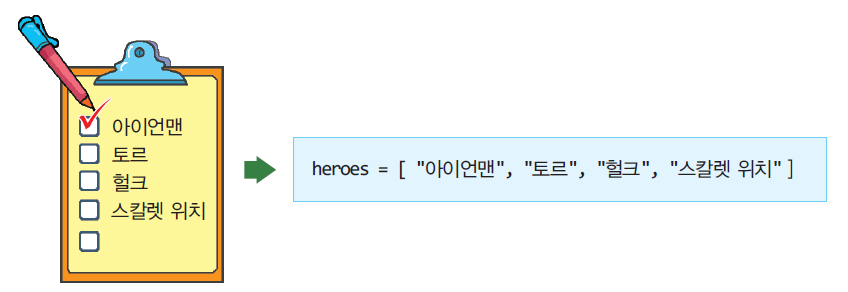 아이언맨
토르
헐크
스칼렛 위치
heroes = [ "아이언맨", "토르", "헐크", "스칼렛 위치" ]